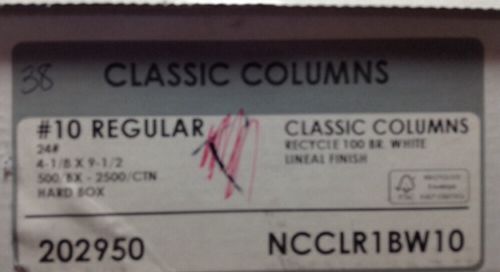 38
CLASSIC COLUMNS
#10 REGULAR
24#
4-1/8 X 9-1/2
500/BX - 2500/CTN
HARD BOX
CLASSIC COLUMNS
RECYCLE 100 BR. WHITE
LINEAL FINISH
FSC
202950
NCCLR1BW10